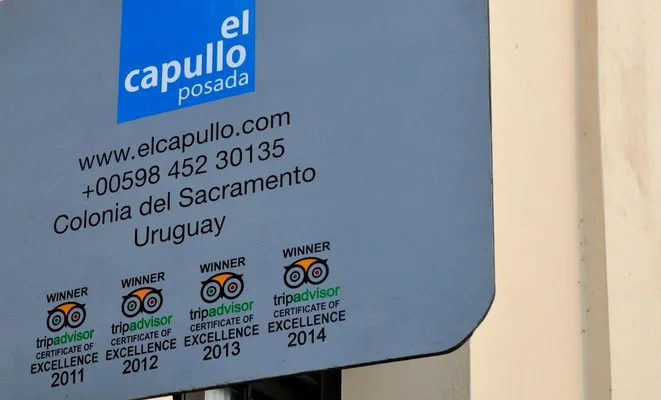 el
capullo
posada
www.elcapullo.com
+00598 452 30135
Colonia del Sacramento
Uruguay
WINNER
tripadvisor
CERTIFICATE OF
EXCELLENCE
2011
WINNER
tripadvisor
CERTIFICATE OF
EXCELLENCE
2012
WINNER
tripadvisor
CERTIFICATE OF
EXCELLENCE
2013
WINNER
tripadvisor
CERTIFICATE OF
EXCELLENCE
2014